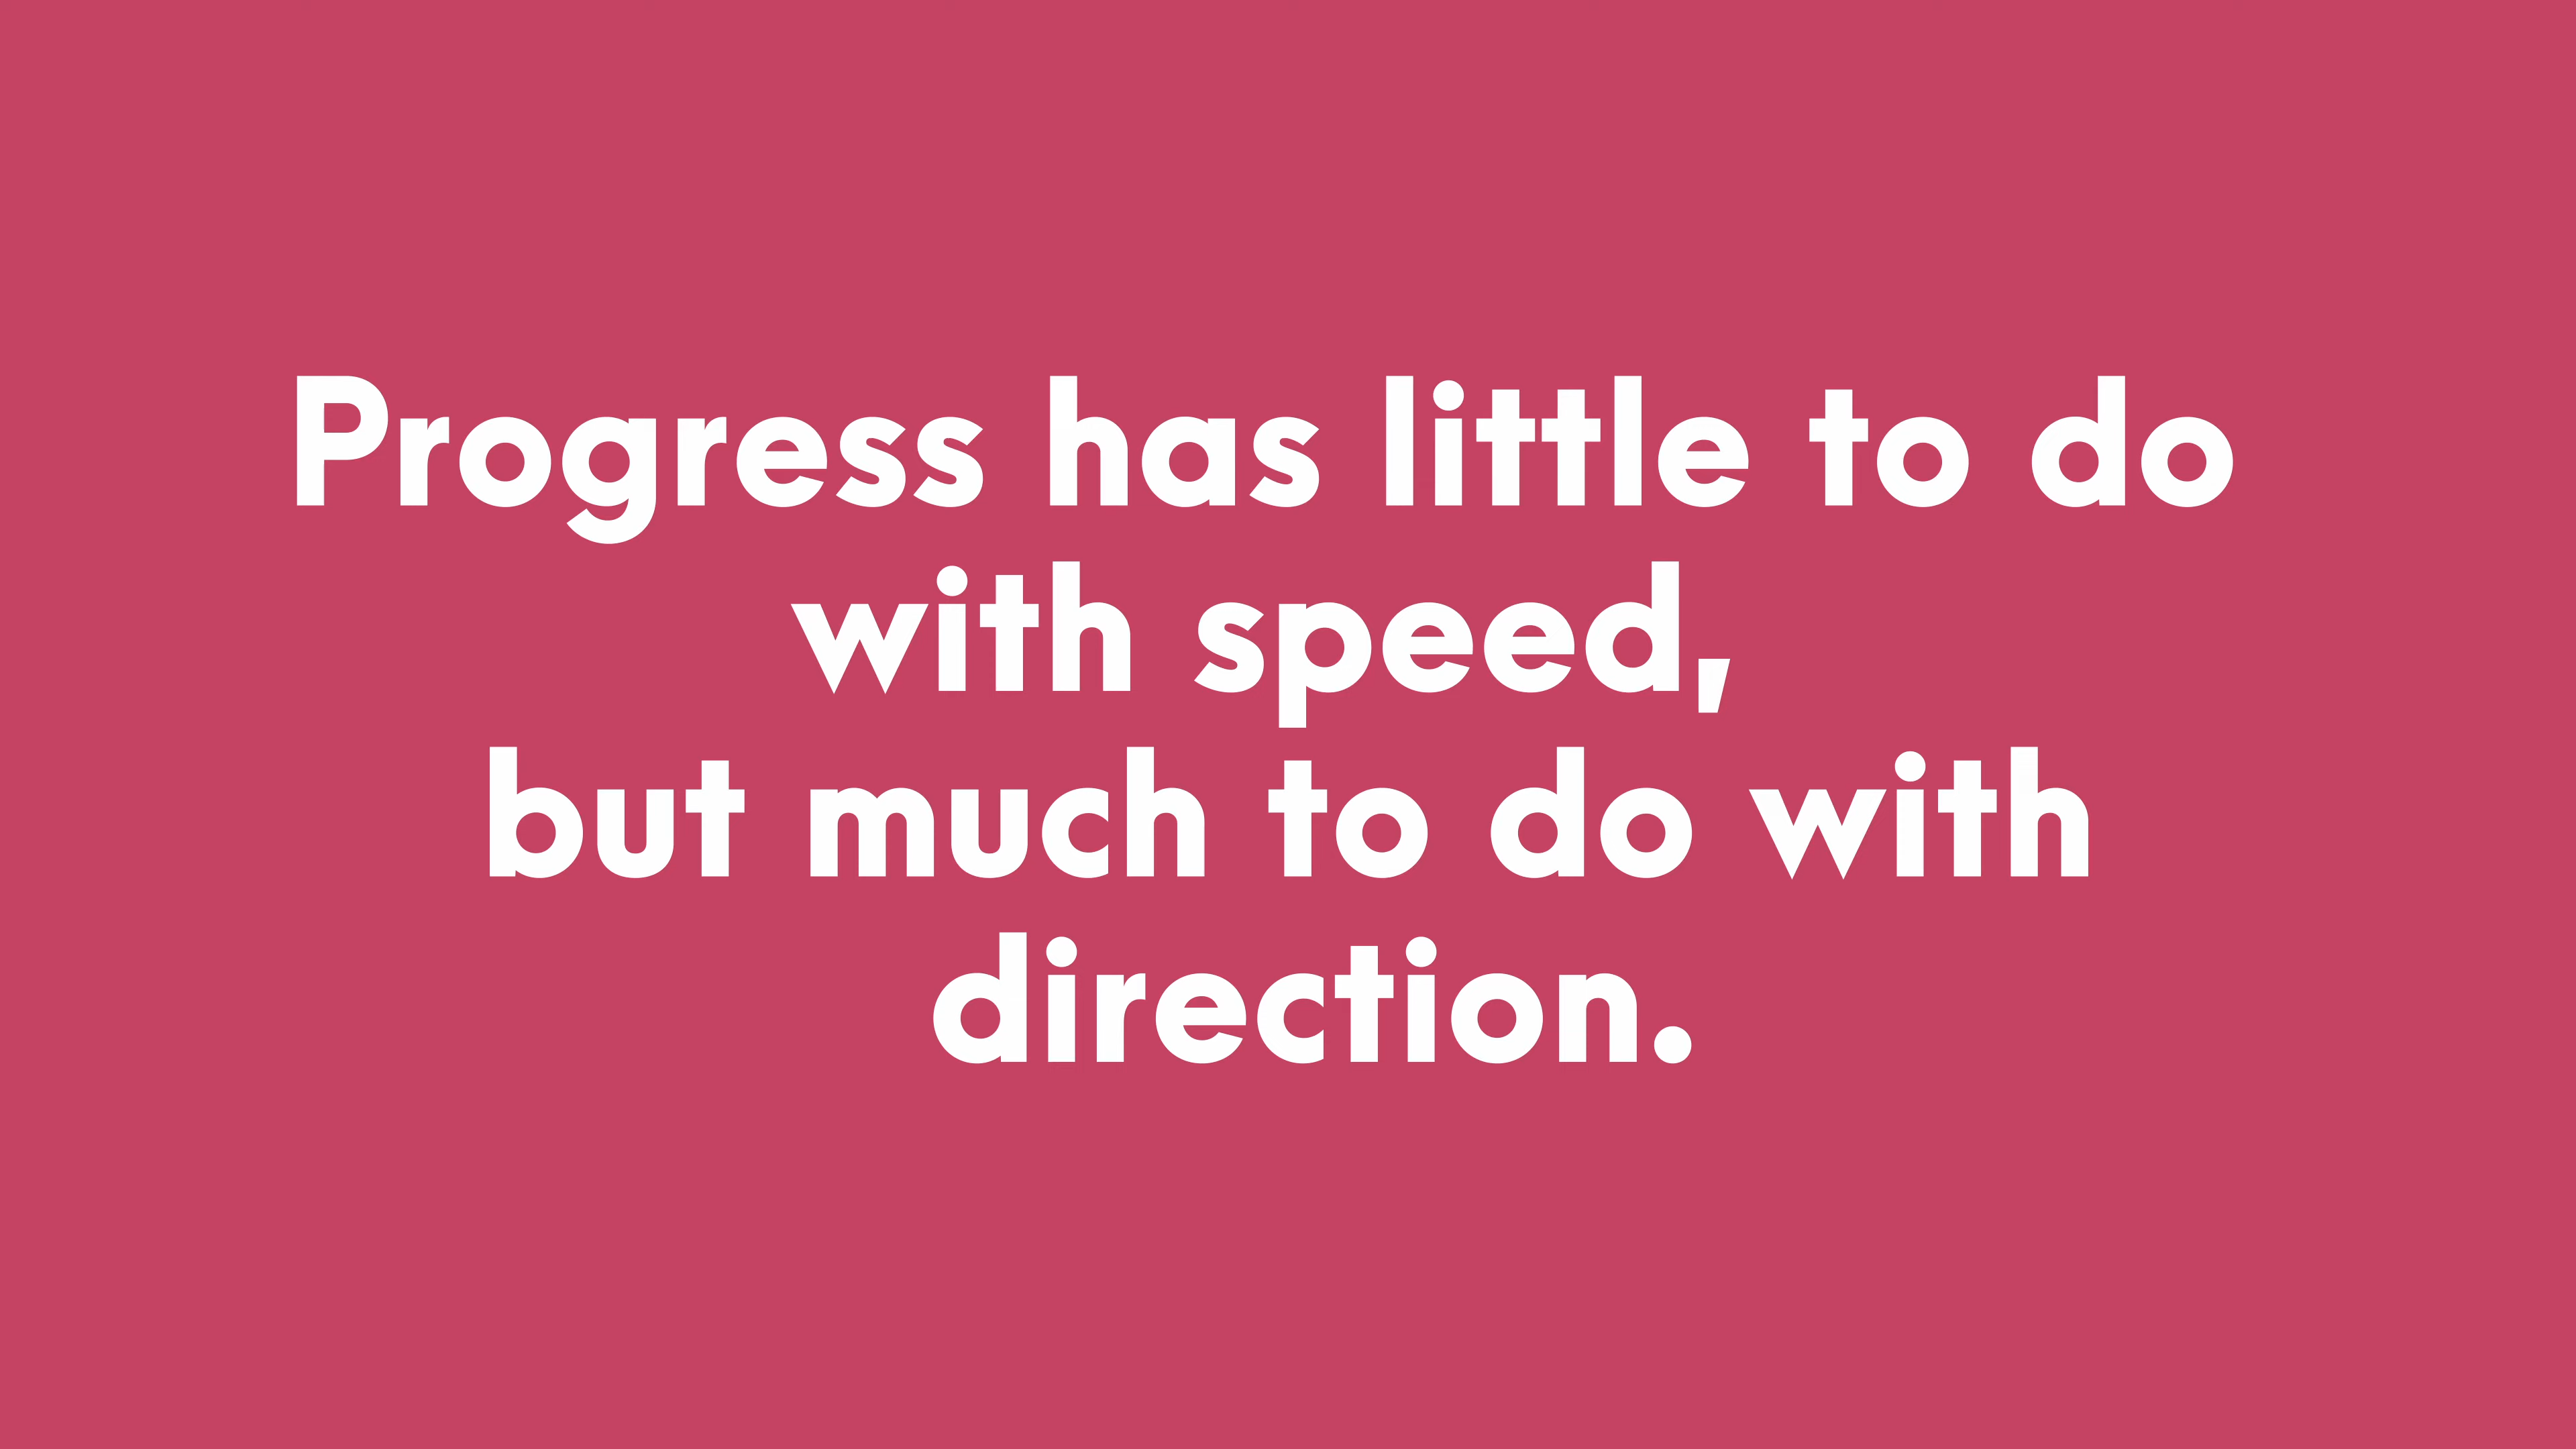 Progress has little to do
with speed,
but much to do with
direction.